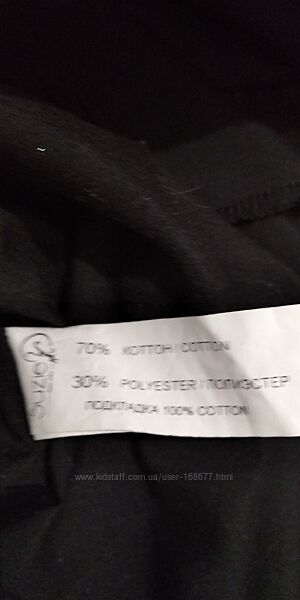 70% КОТТОН/COTTON
30% POLYESTER/ПОЛИЭСТЕР
ПОДКЛАДКА 100% COTTON
www.kidstaff.com.ua/user-168677.html